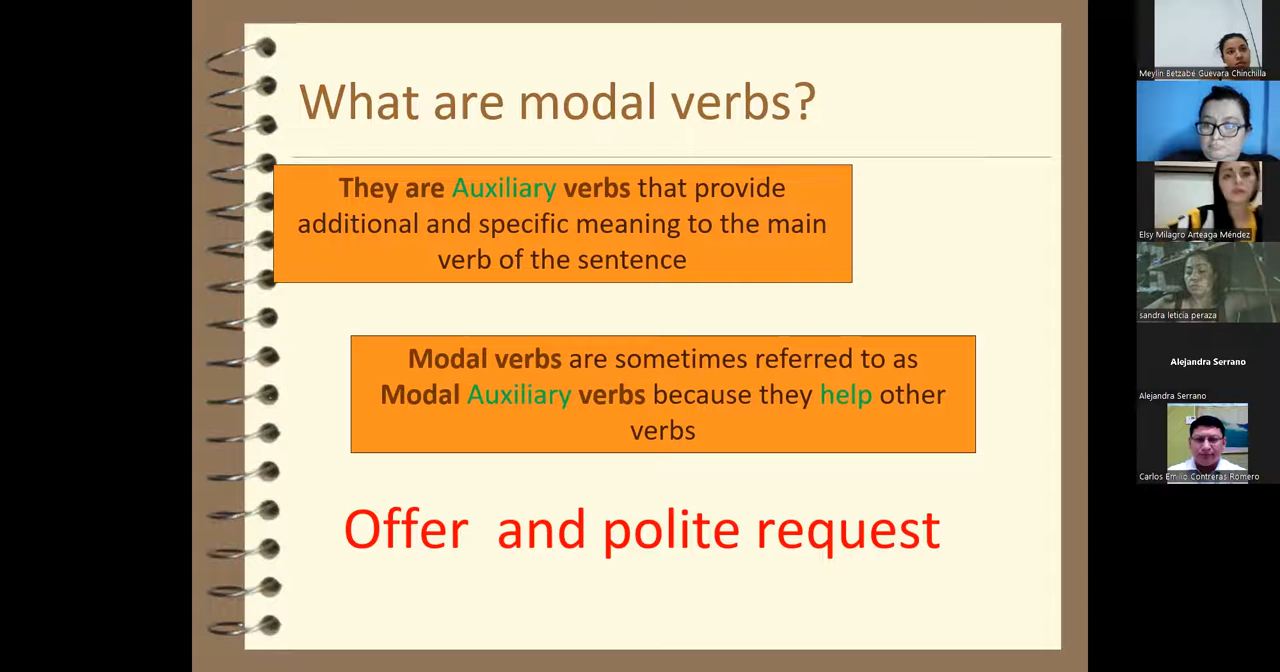 What are modal verbs?
They are Auxiliary verbs that provide
additional and specific meaning to the main
verb of the sentence
Modal verbs are sometimes referred to as
Modal Auxiliary verbs because they help other
verbs
Offer and polite request
Meylin Betzabé Guevara Chinchilla
Elsy Milagro Arteaga Méndez
sandra leticia peraza
Alejandra Serrano
Alejandra Serrano
Carlos Emilio Contreras Romero